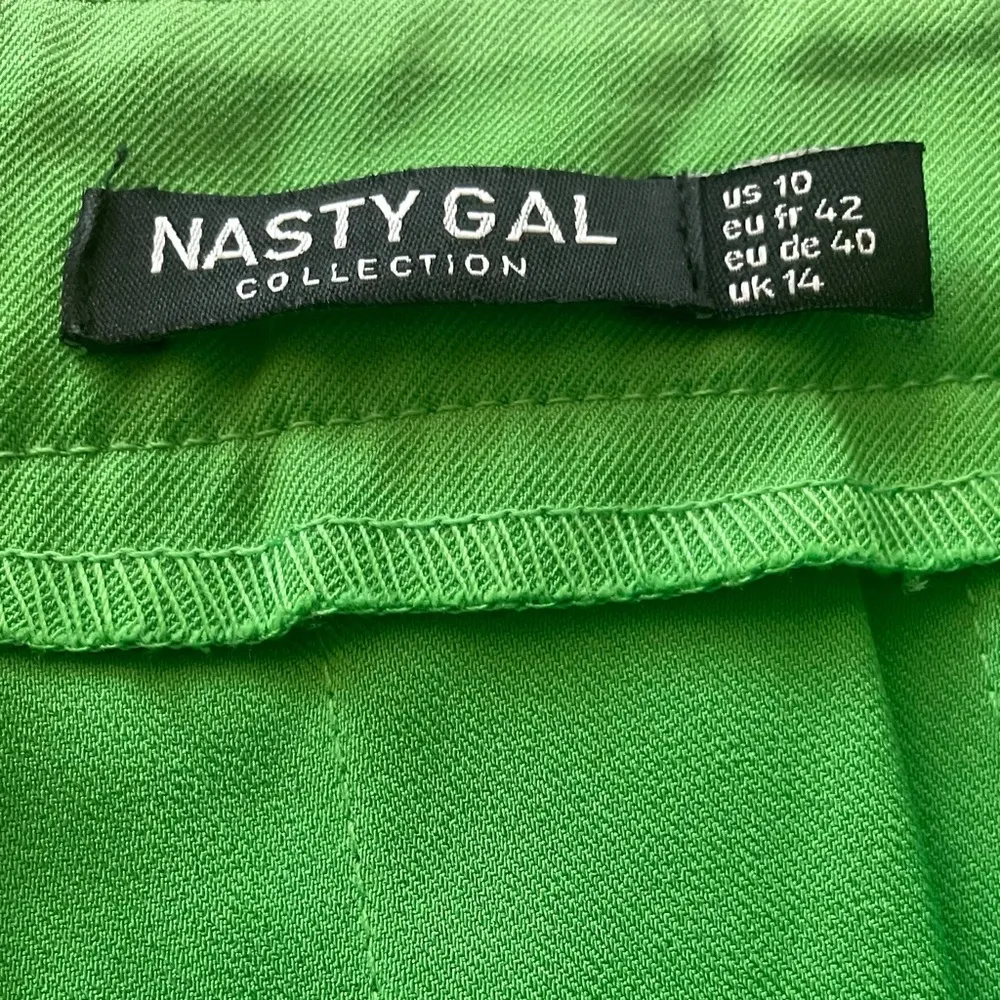 NASTY GAL
COLLECTION
us 10
eu fr 42
eu de 40
uk 14